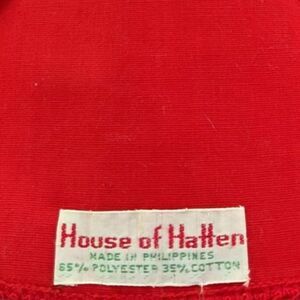 House of Hatten
MADE IN PHILIPPINES
65% POLYESTER 35% COTTON